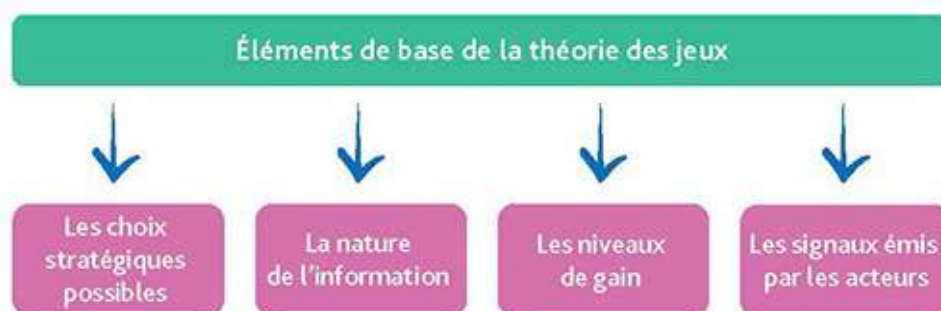 Éléments de base de la théorie des jeux
Les choix
stratégiques
possibles
La nature
de l'information
Les niveaux
de gain
Les signaux émis
par les acteurs